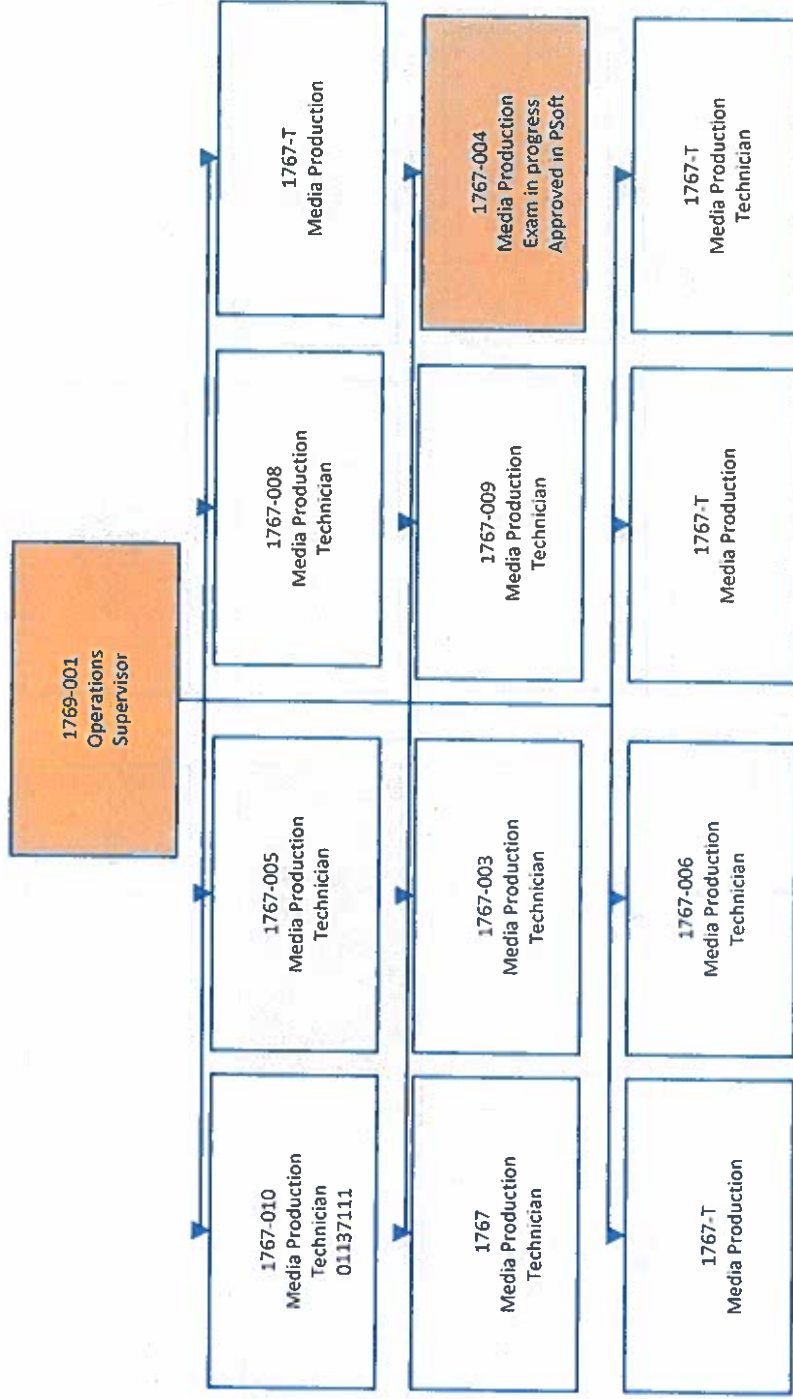 1769-001
Operations
Supervisor
1767-010
Media Production
Technician
01137111
1767-005
Media Production
Technician
1767-008
Media Production
Technician
1767-T
Media Production
1767
Media Production
Technician
1767-003
Media Production
Technician
1767-009
Media Production
Technician
1767-004
Media Production
Exam in progress
Approved in PSoft
1767-T
Media Production
1767-006
Media Production
Technician
1767-T
Media Production
1767-T
Media Production
Technician